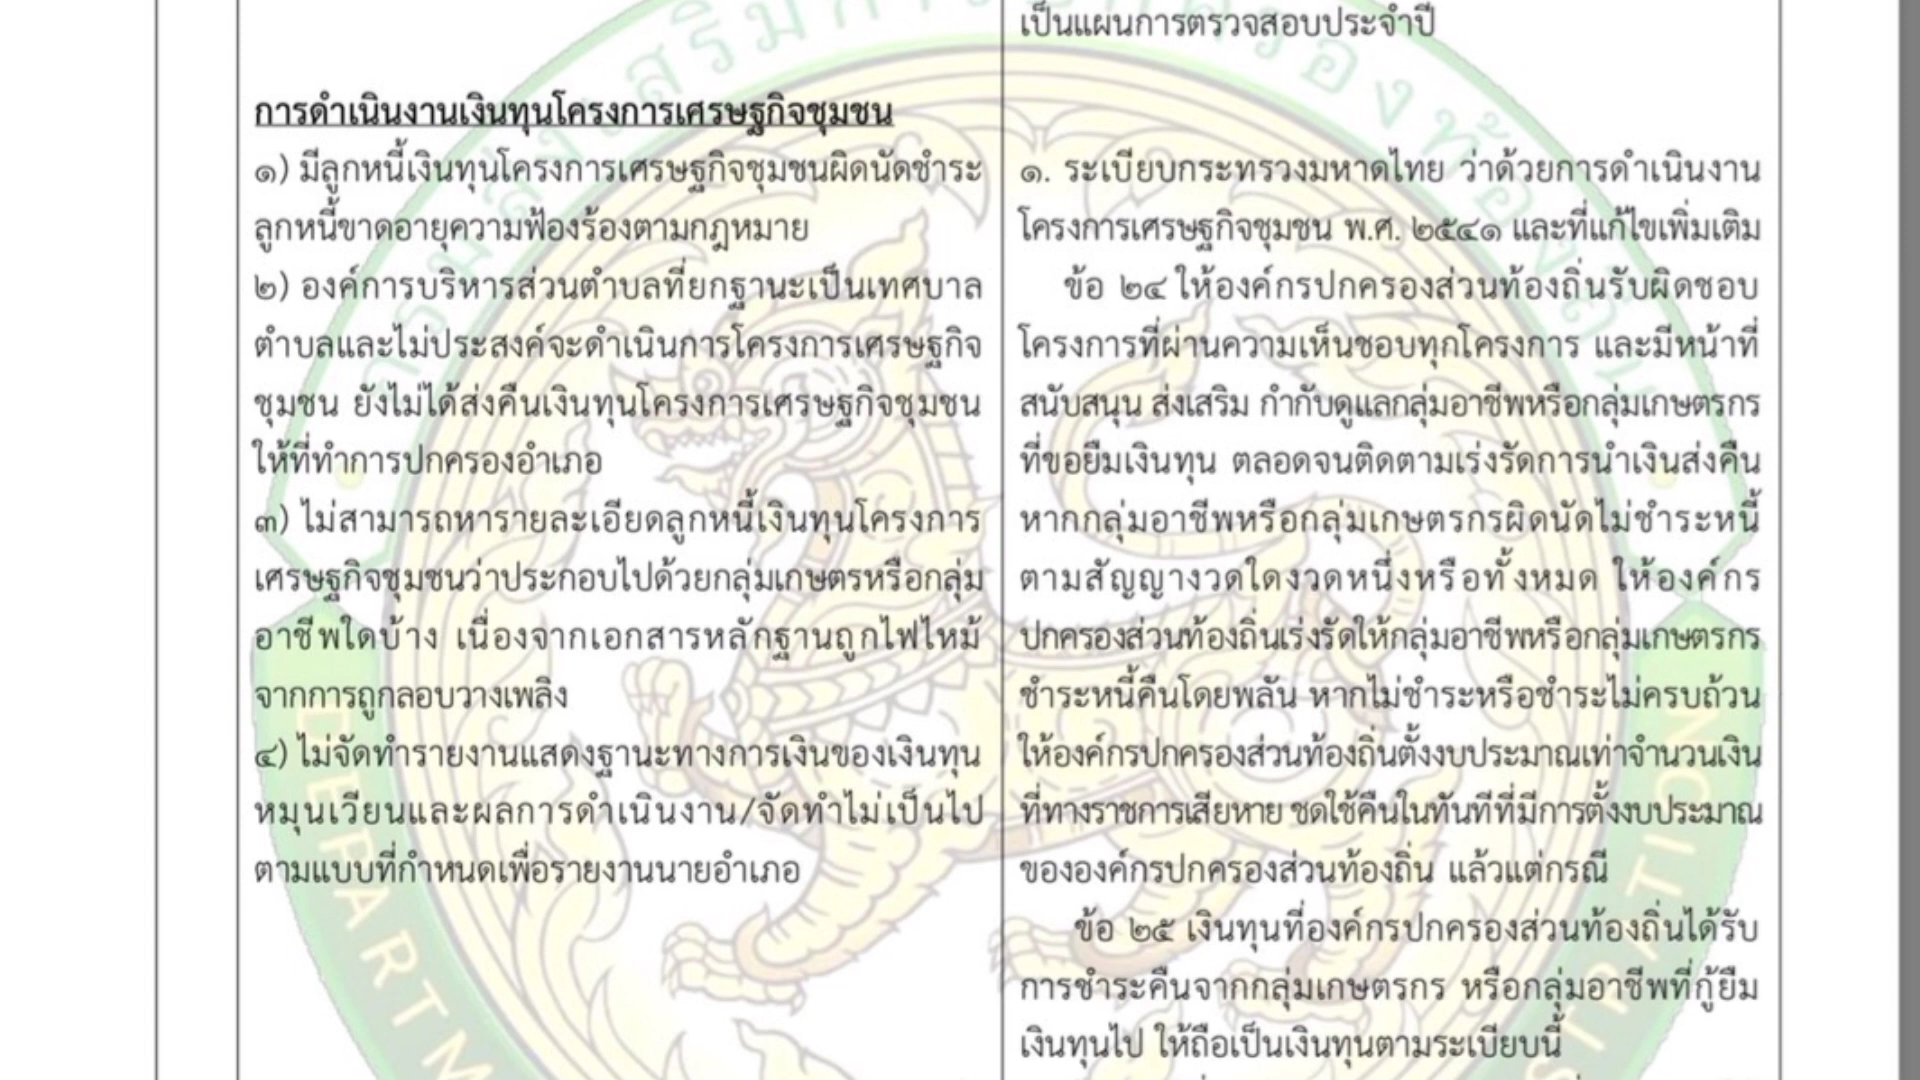 เป็นแผนการตรวจสอบประจำปี
การดำเนินงานเงินทุนโครงการเศรษฐกิจชุมชน
๑) มีลูกหนี้เงินทุนโครงการเศรษฐกิจชุมชนผิดนัดชำระ
ลูกหนี้ขาดอายุความฟ้องร้องตามกฎหมาย
๒) องค์การบริหารส่วนตำบลที่ยกฐานะเป็นเทศบาล
ตำบลและไม่ประสงค์จะดำเนินการโครงการเศรษฐกิจ
ชุมชน ยังไม่ได้ส่งคืนเงินทุนโครงการเศรษฐกิจชุมชน
ให้ที่ทำการปกครองอำเภอ
๓) ไม่สามารถหารายละเอียดลูกหนี้เงินทุนโครงการ
เศรษฐกิจชุมชนว่าประกอบไปด้วยกลุ่มเกษตรหรือกลุ่ม
อาชีพใดบ้าง เนื่องจากเอกสารหลักฐานถูกไฟไหม้
จากการถูกลอบวางเพลิง
๔) ไม่จัดทำรายงานแสดงฐานะทางการเงินของเงินทุน
หมุนเวียนและผลการดำเนินงาน/จัดทำไม่เป็นไป
ตามแบบที่กำหนดเพื่อรายงานนายอำเภอ
๑. ระเบียบกระทรวงมหาดไทย ว่าด้วยการดำเนินงาน
โครงการเศรษฐกิจชุมชน พ.ศ. ๒๕๔๑ และที่แก้ไขเพิ่มเติม
ข้อ ๒๔ ให้องค์กรปกครองส่วนท้องถิ่นรับผิดชอบ
โครงการที่ผ่านความเห็นชอบทุกโครงการ และมีหน้าที่
สนับสนุน ส่งเสริม กำกับดูแลกลุ่มอาชีพหรือกลุ่มเกษตรกร
ที่ขอยืมเงินทุน ตลอดจนติดตามเร่งรัดการนำเงินส่งคืน
หากกลุ่มอาชีพหรือกลุ่มเกษตรกรผิดนัดไม่ชำระหนี้
ตามสัญญางวดใดงวดหนึ่งหรือทั้งหมด ให้องค์กร
ปกครองส่วนท้องถิ่นเร่งรัดให้กลุ่มอาชีพหรือกลุ่มเกษตรกร
ชำระหนี้คืนโดยพลัน หากไม่ชำระหรือชำระไม่ครบถ้วน
ให้องค์กรปกครองส่วนท้องถิ่นตั้งงบประมาณเท่าจำนวนเงิน
ที่ทางราชการเสียหาย ชดใช้คืนในทันทีที่มีการตั้งงบประมาณ
ขององค์กรปกครองส่วนท้องถิ่น แล้วแต่กรณี
ข้อ ๒๕ เงินทุนที่องค์กรปกครองส่วนท้องถิ่นได้รับ
การชำระคืนจากกลุ่มเกษตรกร หรือกลุ่มอาชีพที่กู้ยืม
เงินทุนไป ให้ถือเป็นเงินทุนตามระเบียบนี้